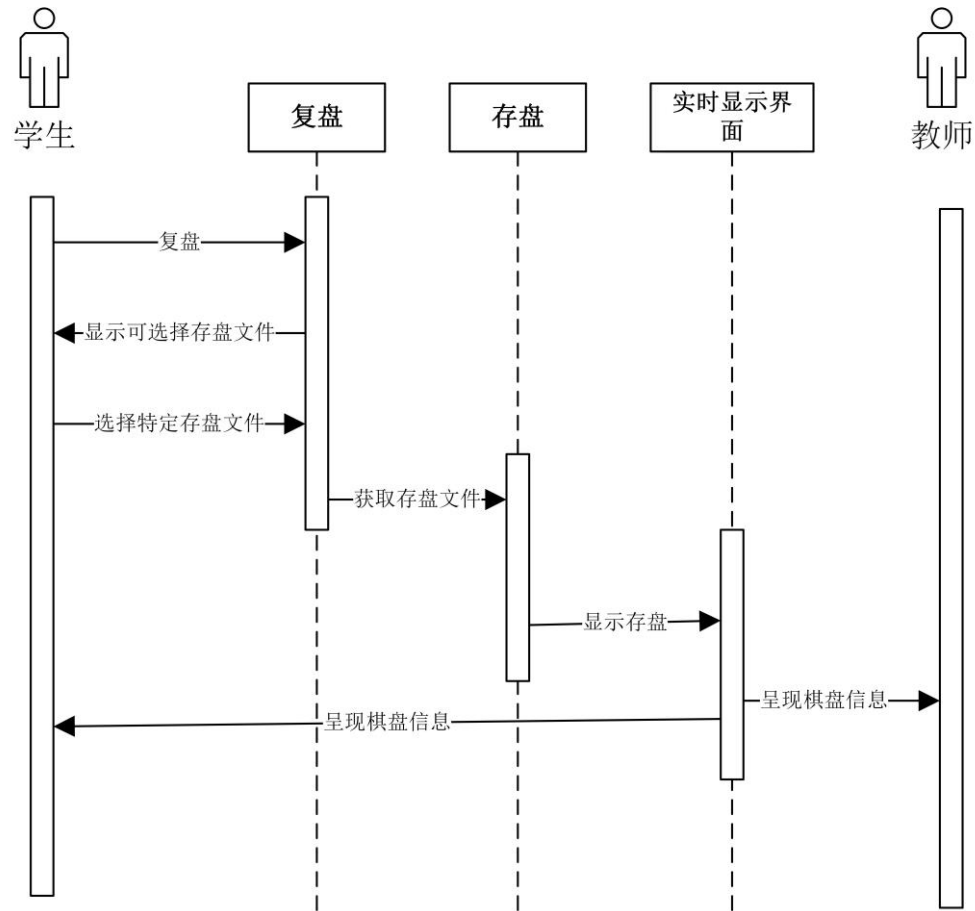 学生
复盘
存盘
实时显示界
面
教师
复盘
显示可选择存盘文件
选择特定存盘文件
获取存盘文件
显示存盘
呈现棋盘信息
呈现棋盘信息